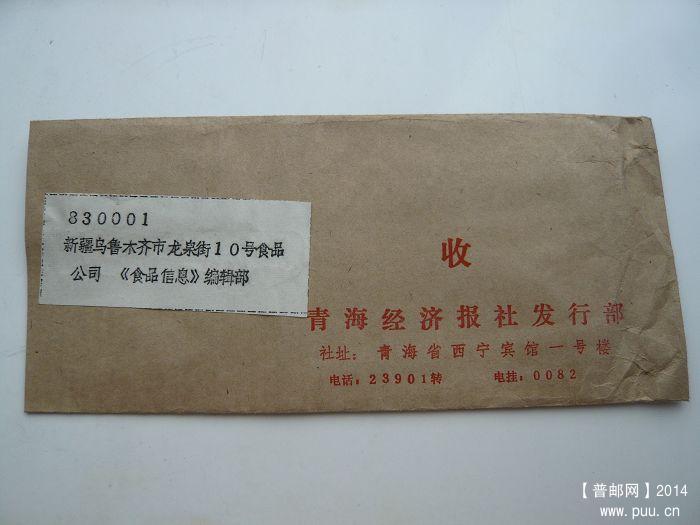 830001
新疆乌鲁木齐市龙泉街10号食品
公司 《食品信息》编辑部
收
青海经济报社发行部
社址：青海省西宁宾馆一号楼
电话：23901转 电挂：0082
【普邮网】2014
www.puu.cn